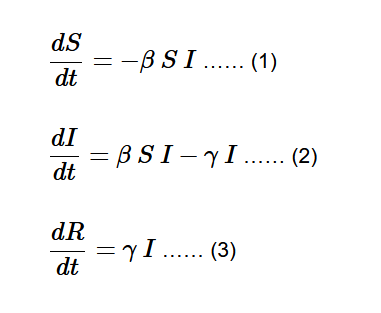 dS/dt = −β S I ...... (1)
dI/dt = β S I − γ I ...... (2)
dR/dt = γ I ...... (3)